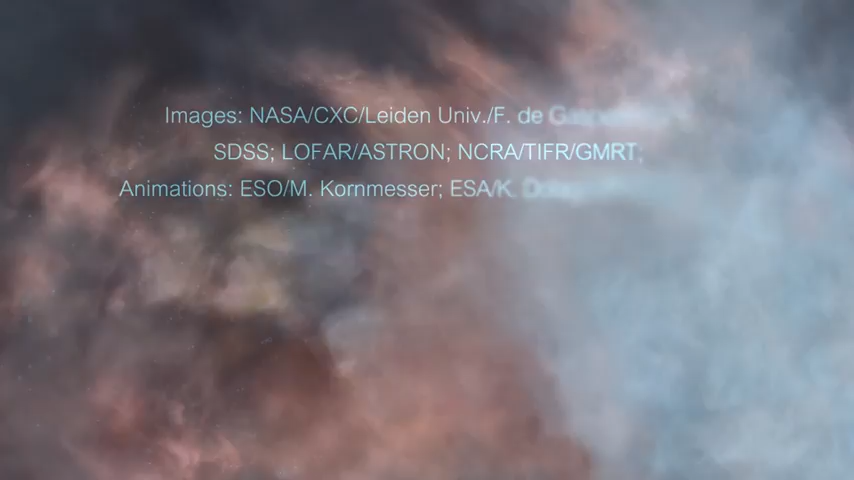 Images: NASA/CXC/Leiden Univ./F. de
SDSS; LOFAR/ASTRON; NCRA/TIFR/GMRT;
Animations: ESO/M. Kornmesser; ESA/K.